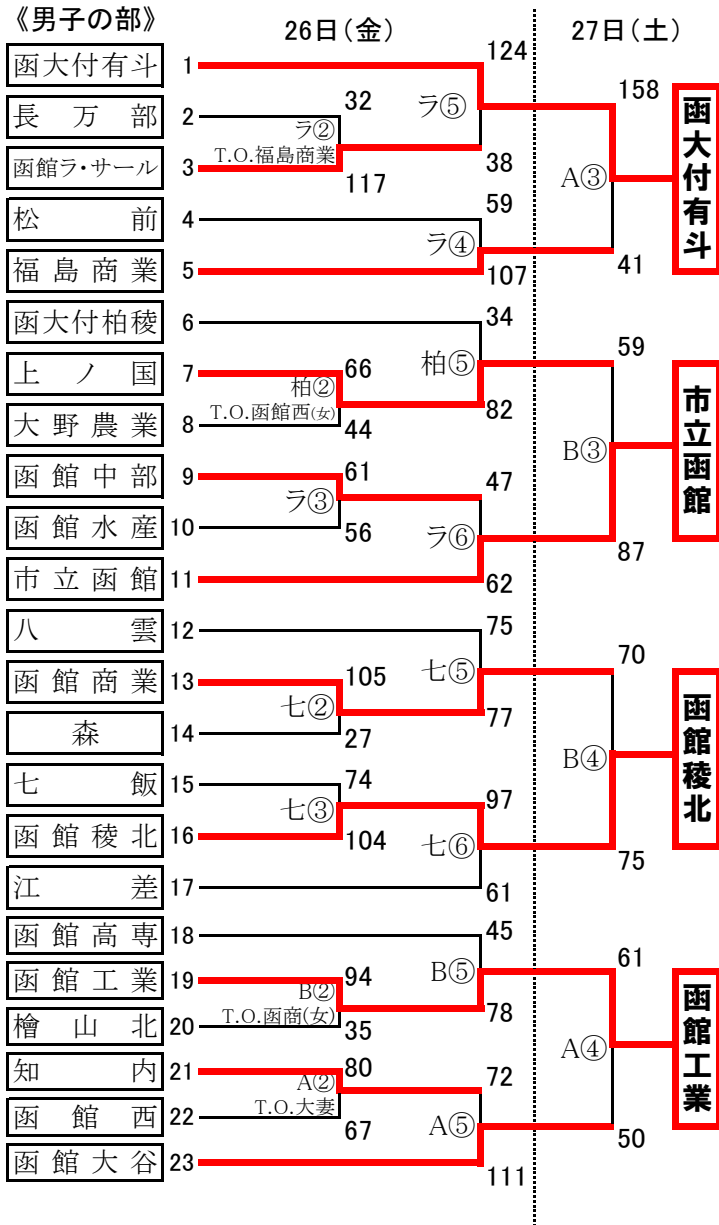 《男子の部》
26日(金)
27日(土)
函大付有斗 1
長万部 2
函館ラ・サール 3
松前 4
福島商業 5
函大付柏稜 6
上ノ国 7
大野農業 8
函館中部 9
函館水産 10
市立函館 11
八雲 12
函館商業 13
森 14
七飯 15
函館稜北 16
江差 17
函館高専 18
函館工業 19
檜山北 20
知内 21
函館西 22
函館大谷 23
32
ラ②
T.O.福島商業
117
66
柏②
T.O.函館西(女)
44
61
ラ③
56
105
七②
27
74
七③
104
94
B②
T.O.函商(女)
35
80
A②
T.O.大妻
67
124
ラ⑤
38
59
ラ④
107
34
柏⑤
82
47
ラ⑥
62
75
七⑤
77
97
七⑥
61
45
B⑤
78
72
A⑤
111
158
A③
41
59
B③
87
70
B④
75
61
A④
50
函大付有斗
市立函館
函館稜北
函館工業